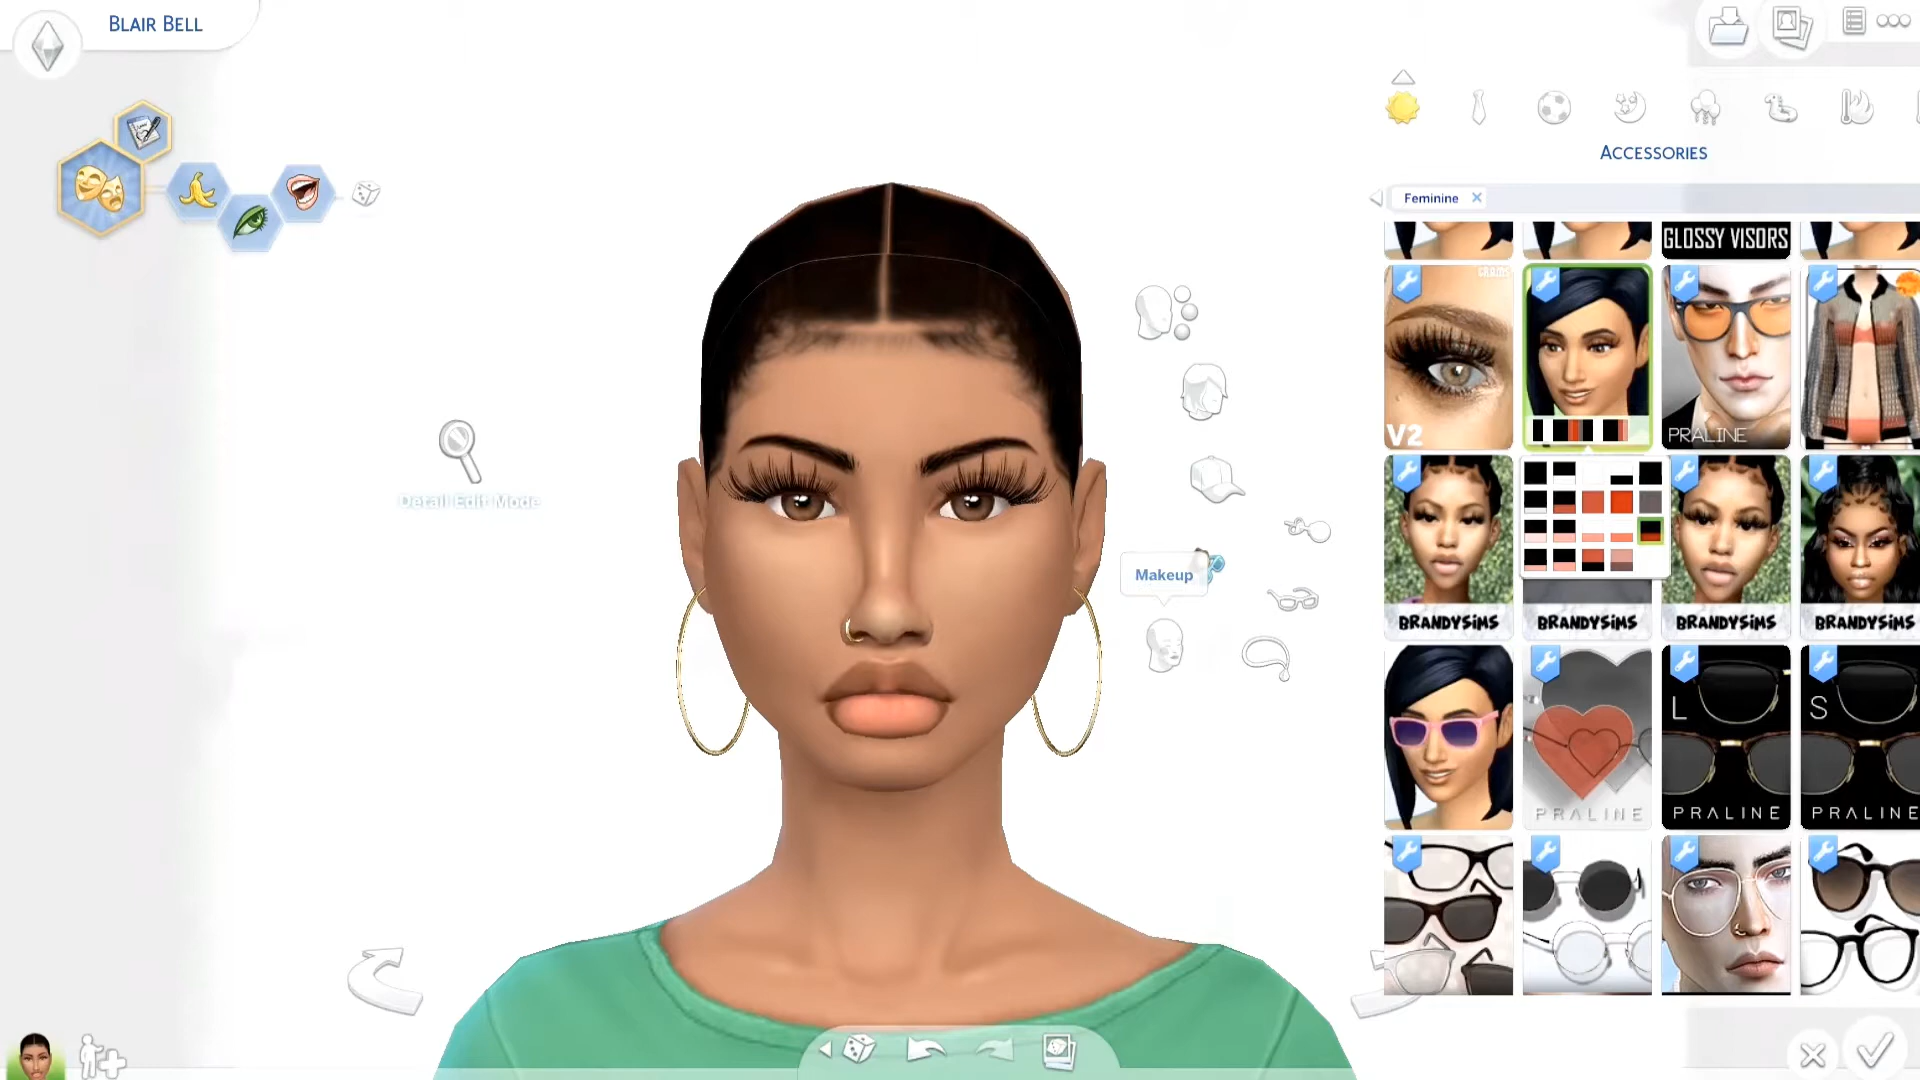 BLAIR BELL
ACCESSORIES
Feminine
GLOSSY VISORS
V2
PRALINE
Detail Edit Mode
Makeup
BRANDYSIMS
BRANDYSIMS
BRANDYSIMS
BRANDYSIMS
PRALINE
L
PRALINE
S
PRALINE